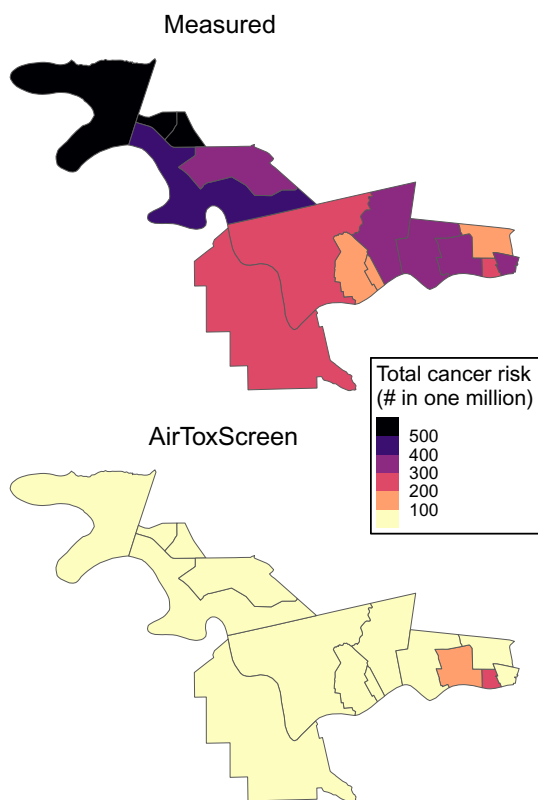 Measured
Total cancer risk
(# in one million)
500
400
300
200
100
AirToxScreen